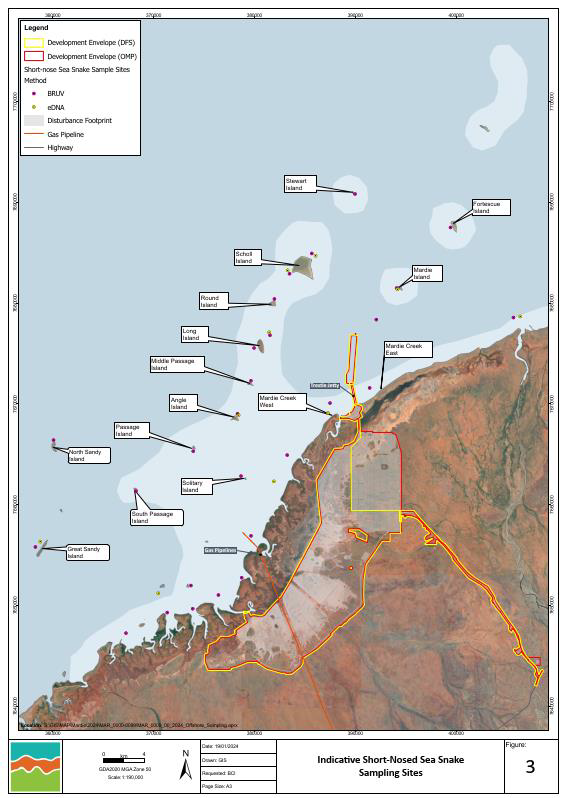 360000 370000 380000 390000 400000
Legend
Development Envelope (DFS)
Development Envelope (OMP)
Short-nose Sea Snake Sample Sites
Method
BRUV
eDNA
Disturbance Footprint
Gas Pipeline
Highway
Stewart
Island
Fortescue
Island
Scholl
Island
Mardie
Island
Round
Island
Long
Island
Mardie Creek
East
Middle Passage
Island
Trestle Jetty
Angle
Island
Mardie Creek
West
Passage
Island
North Sandy
Island
Solitary
Island
South Passage
Island
Great Sandy
Island
Gas Pipelines
360000 370000 380000 390000 400000
0 km 4
GDA2020 MGA Zone 50
Scale: 1:190,000
N
Date: 19/01/2024
Drawn: GIS
Requested: BCI
Page Size: A3
Indicative Short-Nosed Sea Snake
Sampling Sites
Figure:
3